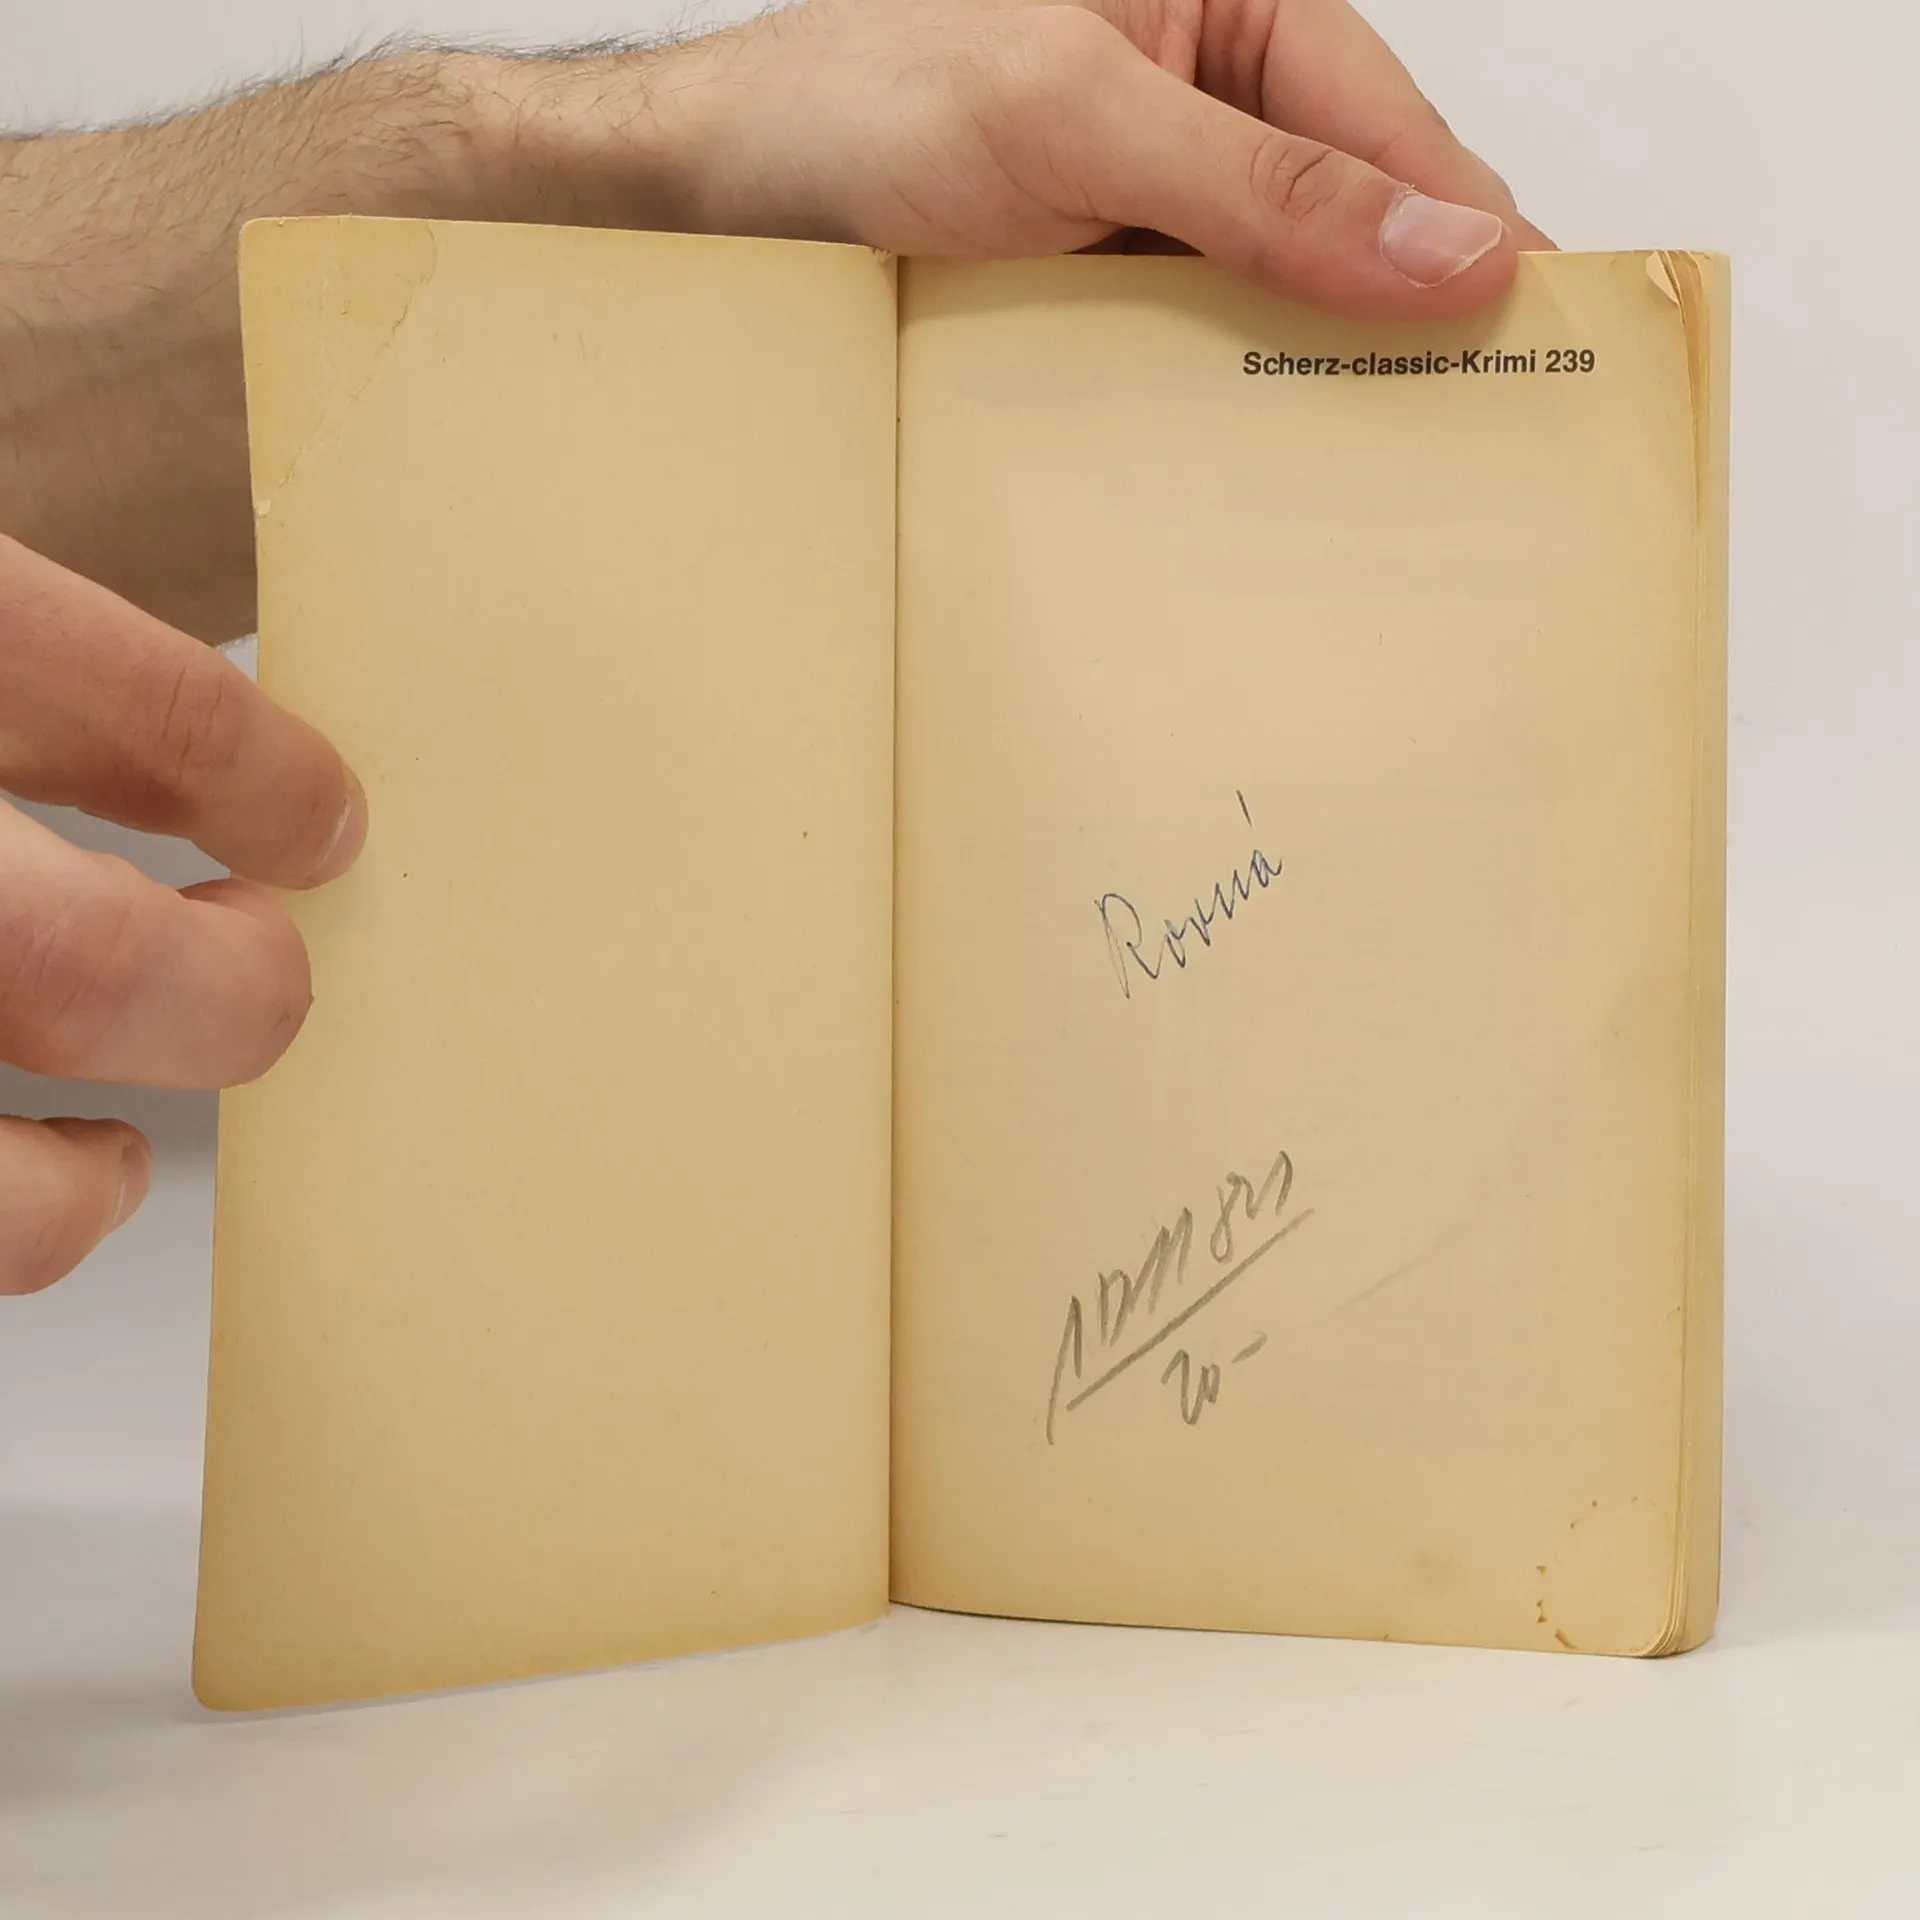 Scherz-classic-Krimi 239
Rovná
20-